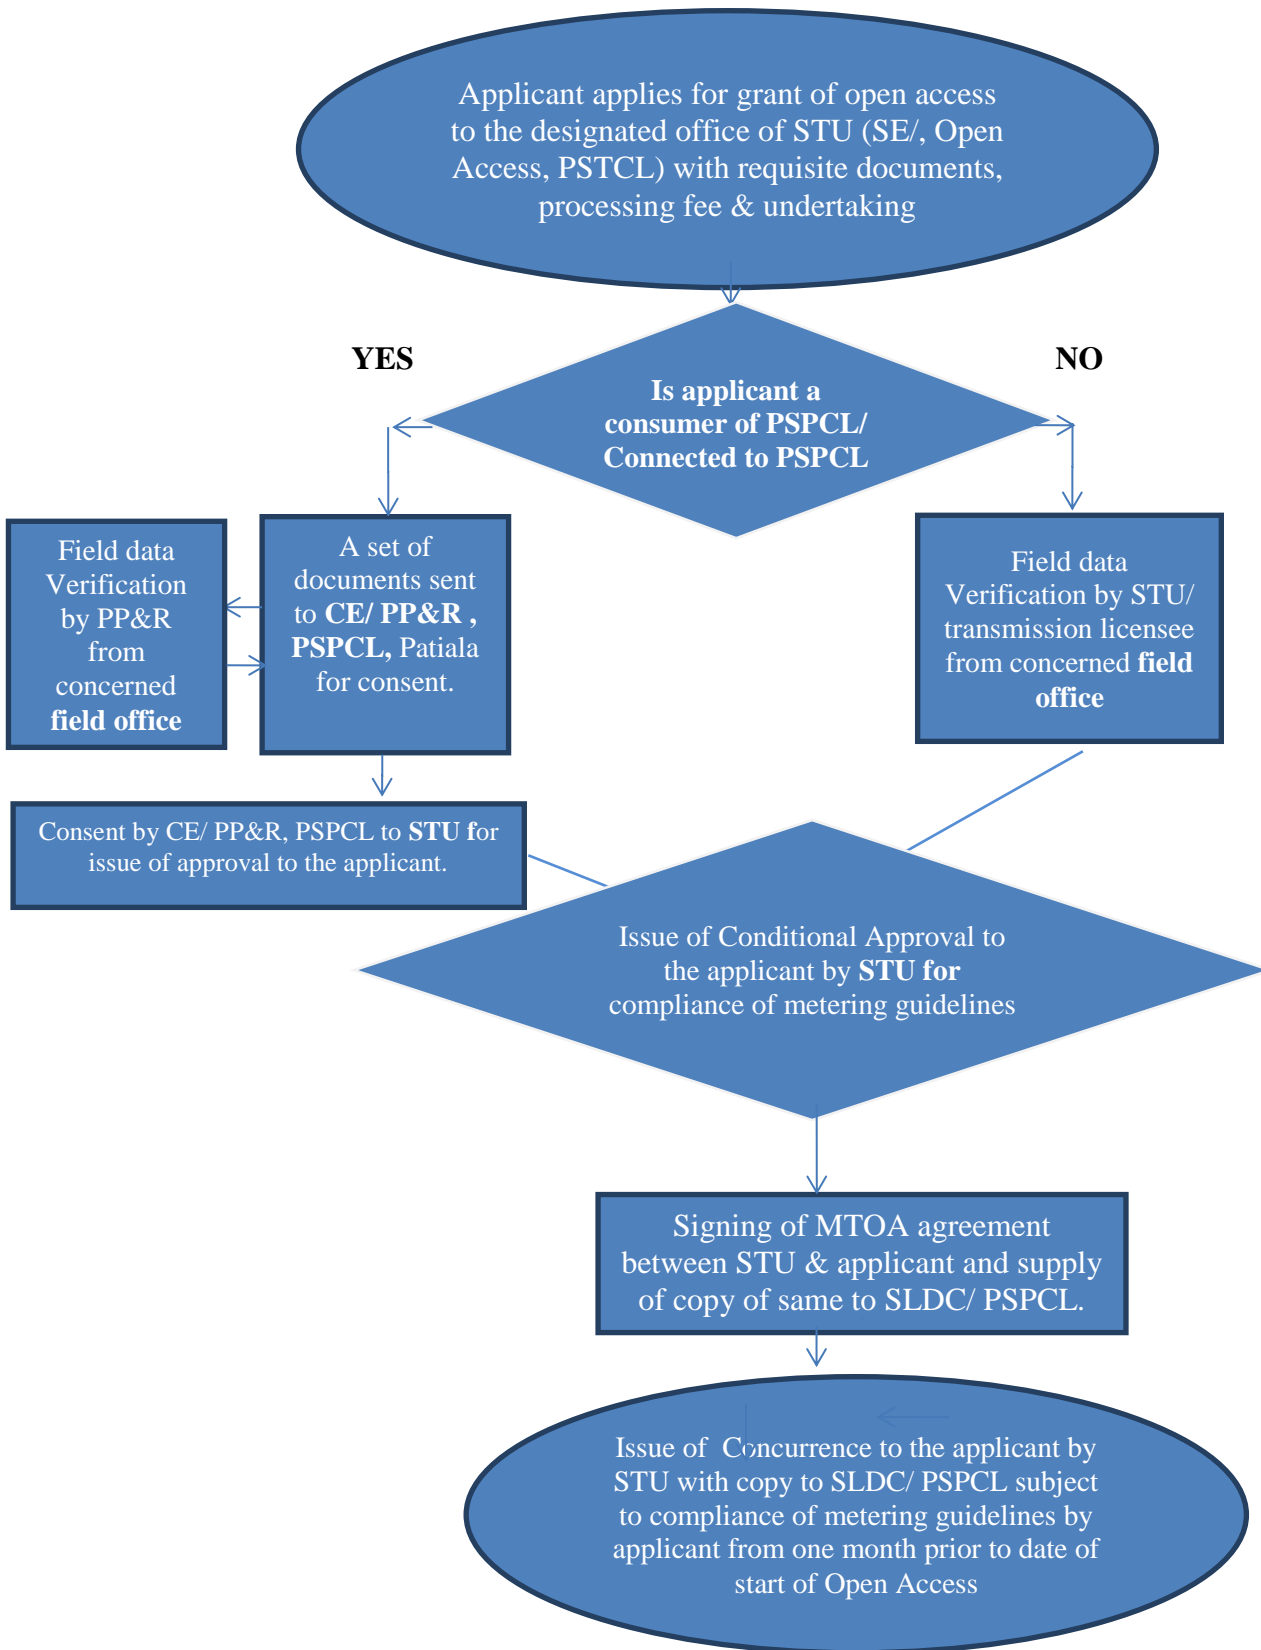 Applicant applies for grant of open access
to the designated office of STU (SE/, Open
Access, PSTCL) with requisite documents,
processing fee & undertaking
YES
NO
Is applicant a
consumer of PSPCL/
Connected to PSPCL
Field data
Verification
by PP&R
from
concerned
field office
A set of
documents sent
to CE/ PP&R ,
PSPCL, Patiala
for consent.
Field data
Verification by STU/
transmission licensee
from concerned field
office
Consent by CE/ PP&R, PSPCL to STU for
issue of approval to the applicant.
Issue of Conditional Approval to
the applicant by STU for
compliance of metering guidelines
Signing of MTOA agreement
between STU & applicant and supply
of copy of same to SLDC/ PSPCL.
Issue of  Concurrence to the applicant by
STU with copy to SLDC/ PSPCL subject
to compliance of metering guidelines by
applicant from one month prior to date of
start of Open Access